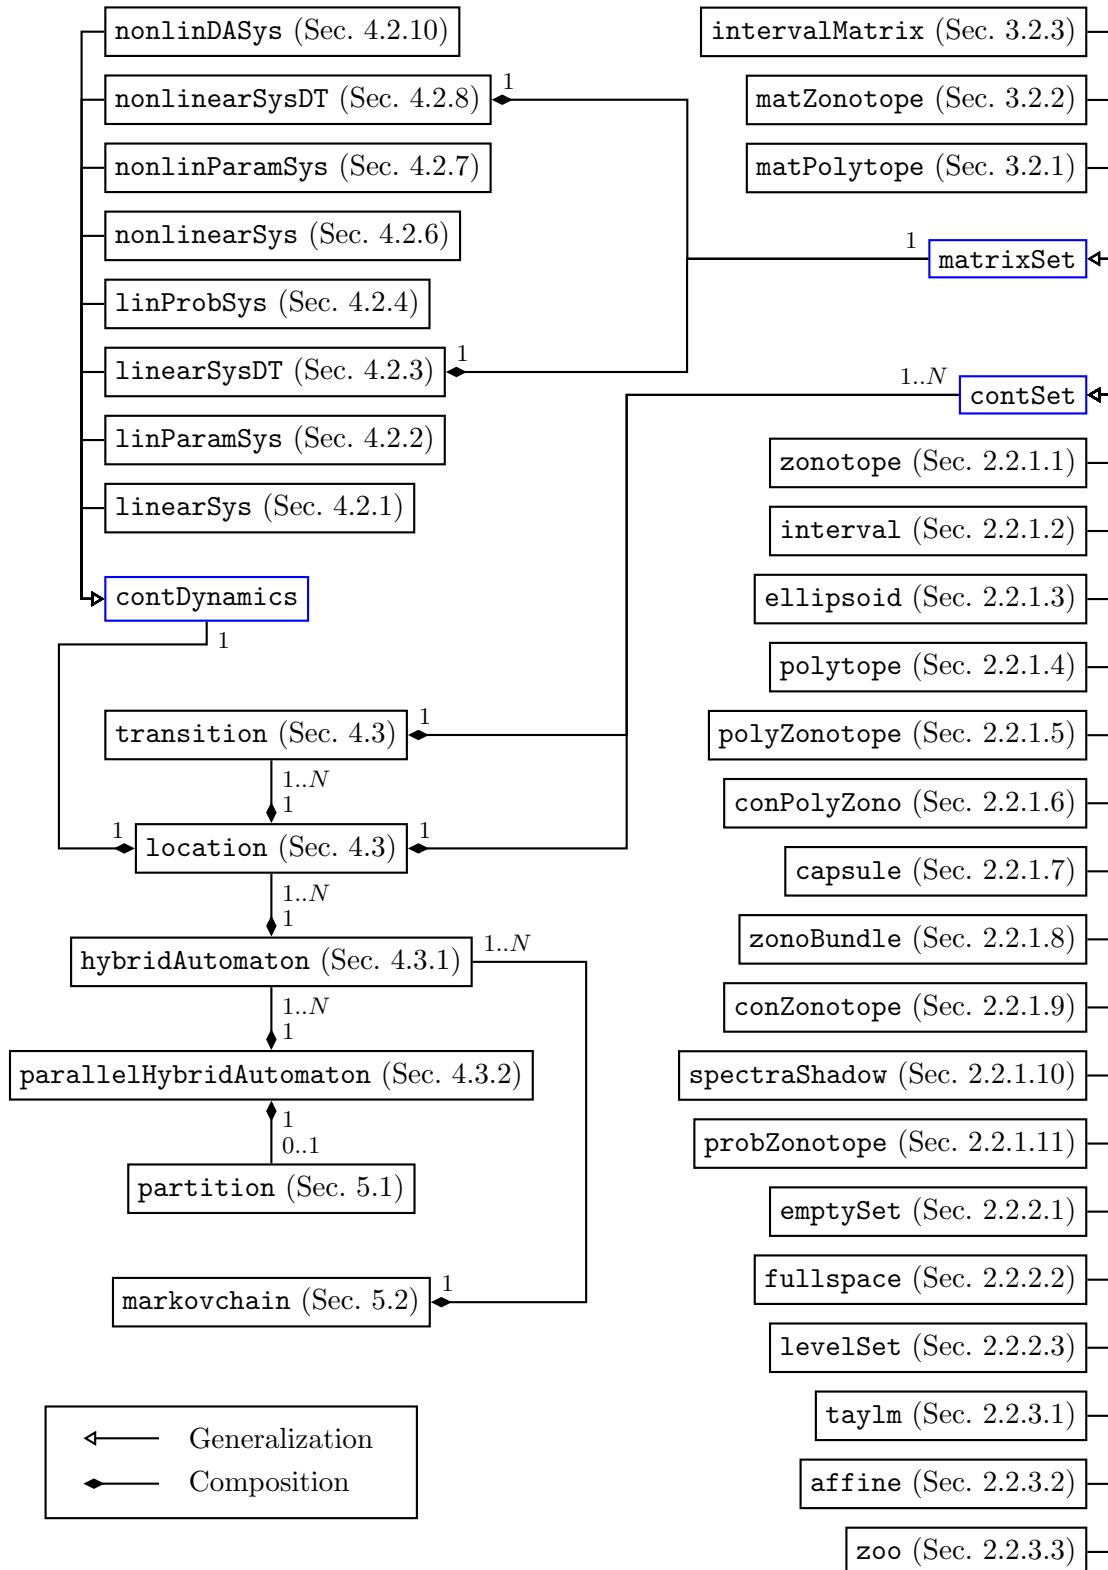 nonlinDASys (Sec. 4.2.10)
nonlinearSysDT (Sec. 4.2.8)
1
nonlinParamSys (Sec. 4.2.7)
nonlinearSys (Sec. 4.2.6)
linProbSys (Sec. 4.2.4)
linearSysDT (Sec. 4.2.3)
1
linParamSys (Sec. 4.2.2)
linearSys (Sec. 4.2.1)
contDynamics
1
transition (Sec. 4.3)
1
1..N
1
1
location (Sec. 4.3)
1
1..N
1
hybridAutomaton (Sec. 4.3.1)
1..N
1..N
1
parallelHybridAutomaton (Sec. 4.3.2)
1
0..1
partition (Sec. 5.1)
markovchain (Sec. 5.2)
1
Generalization
Composition
intervalMatrix (Sec. 3.2.3)
matZonotope (Sec. 3.2.2)
matPolytope (Sec. 3.2.1)
1
matrixSet
1..N
contSet
zonotope (Sec. 2.2.1.1)
interval (Sec. 2.2.1.2)
ellipsoid (Sec. 2.2.1.3)
polytope (Sec. 2.2.1.4)
polyZonotope (Sec. 2.2.1.5)
conPolyZono (Sec. 2.2.1.6)
capsule (Sec. 2.2.1.7)
zonoBundle (Sec. 2.2.1.8)
conZonotope (Sec. 2.2.1.9)
spectraShadow (Sec. 2.2.1.10)
probZonotope (Sec. 2.2.1.11)
emptySet (Sec. 2.2.2.1)
fullspace (Sec. 2.2.2.2)
levelSet (Sec. 2.2.2.3)
taylm (Sec. 2.2.3.1)
affine (Sec. 2.2.3.2)
zoo (Sec. 2.2.3.3)